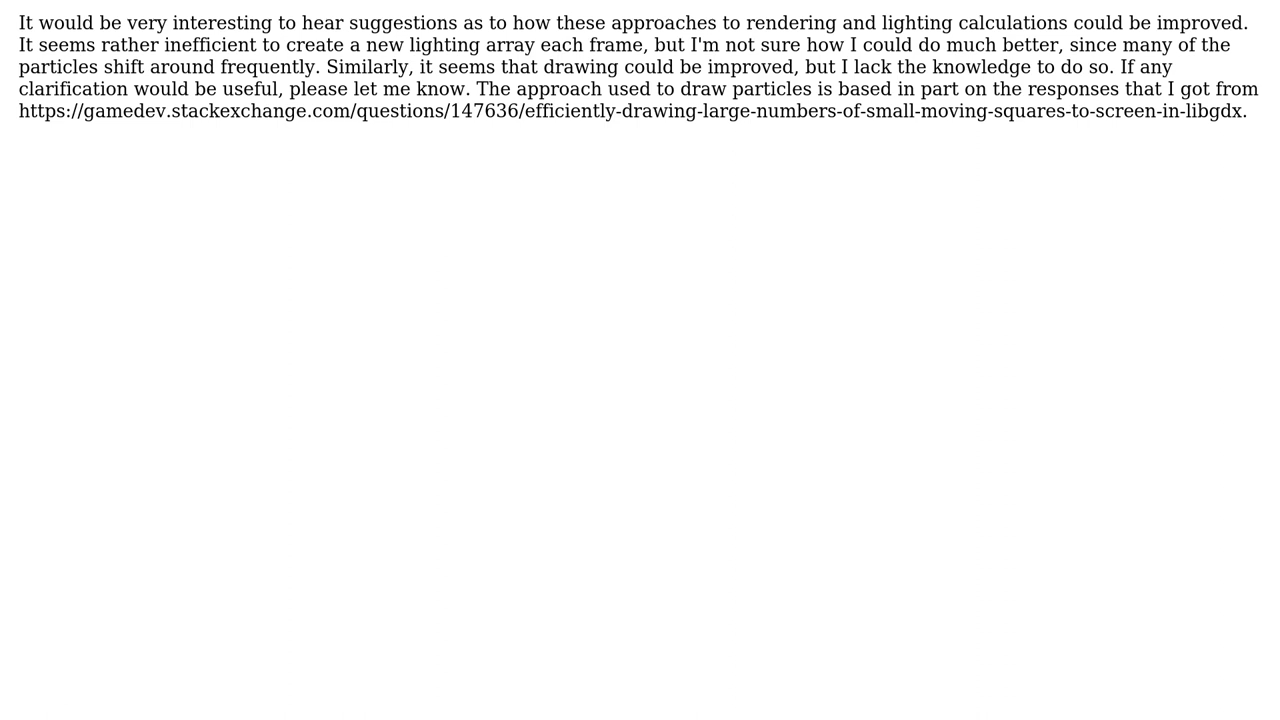 It would be very interesting to hear suggestions as to how these approaches to rendering and lighting calculations could be improved.
It seems rather inefficient to create a new lighting array each frame, but I'm not sure how I could do much better, since many of the
particles shift around frequently. Similarly, it seems that drawing could be improved, but I lack the knowledge to do so. If any
clarification would be useful, please let me know. The approach used to draw particles is based in part on the responses that I got from
https://gamedev.stackexchange.com/questions/147636/efficiently-drawing-large-numbers-of-small-moving-squares-to-screen-in-libgdx.